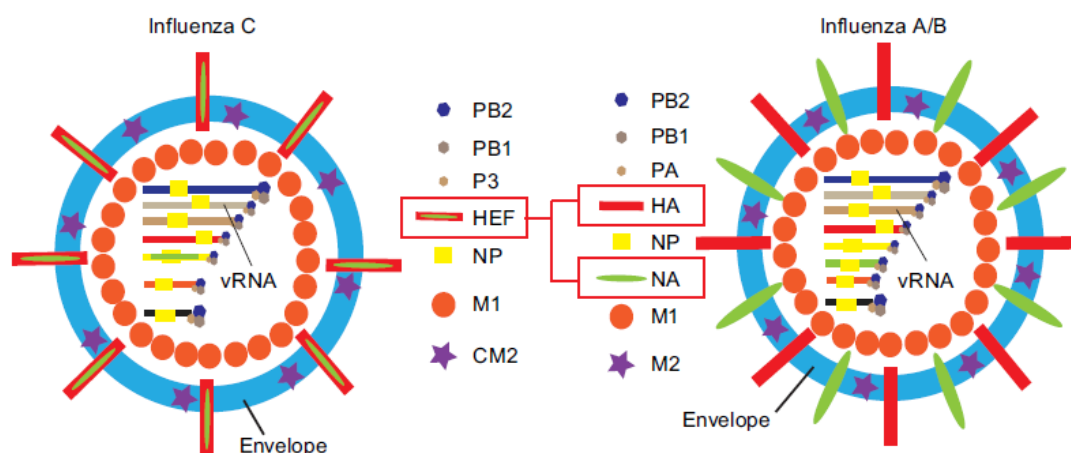 Influenza C
PB2
PB1
P3
HEF
NP
M1
CM2
vRNA
Envelope
Influenza A/B
PB2
PB1
PA
HA
NP
NA
M1
M2
vRNA
Envelope